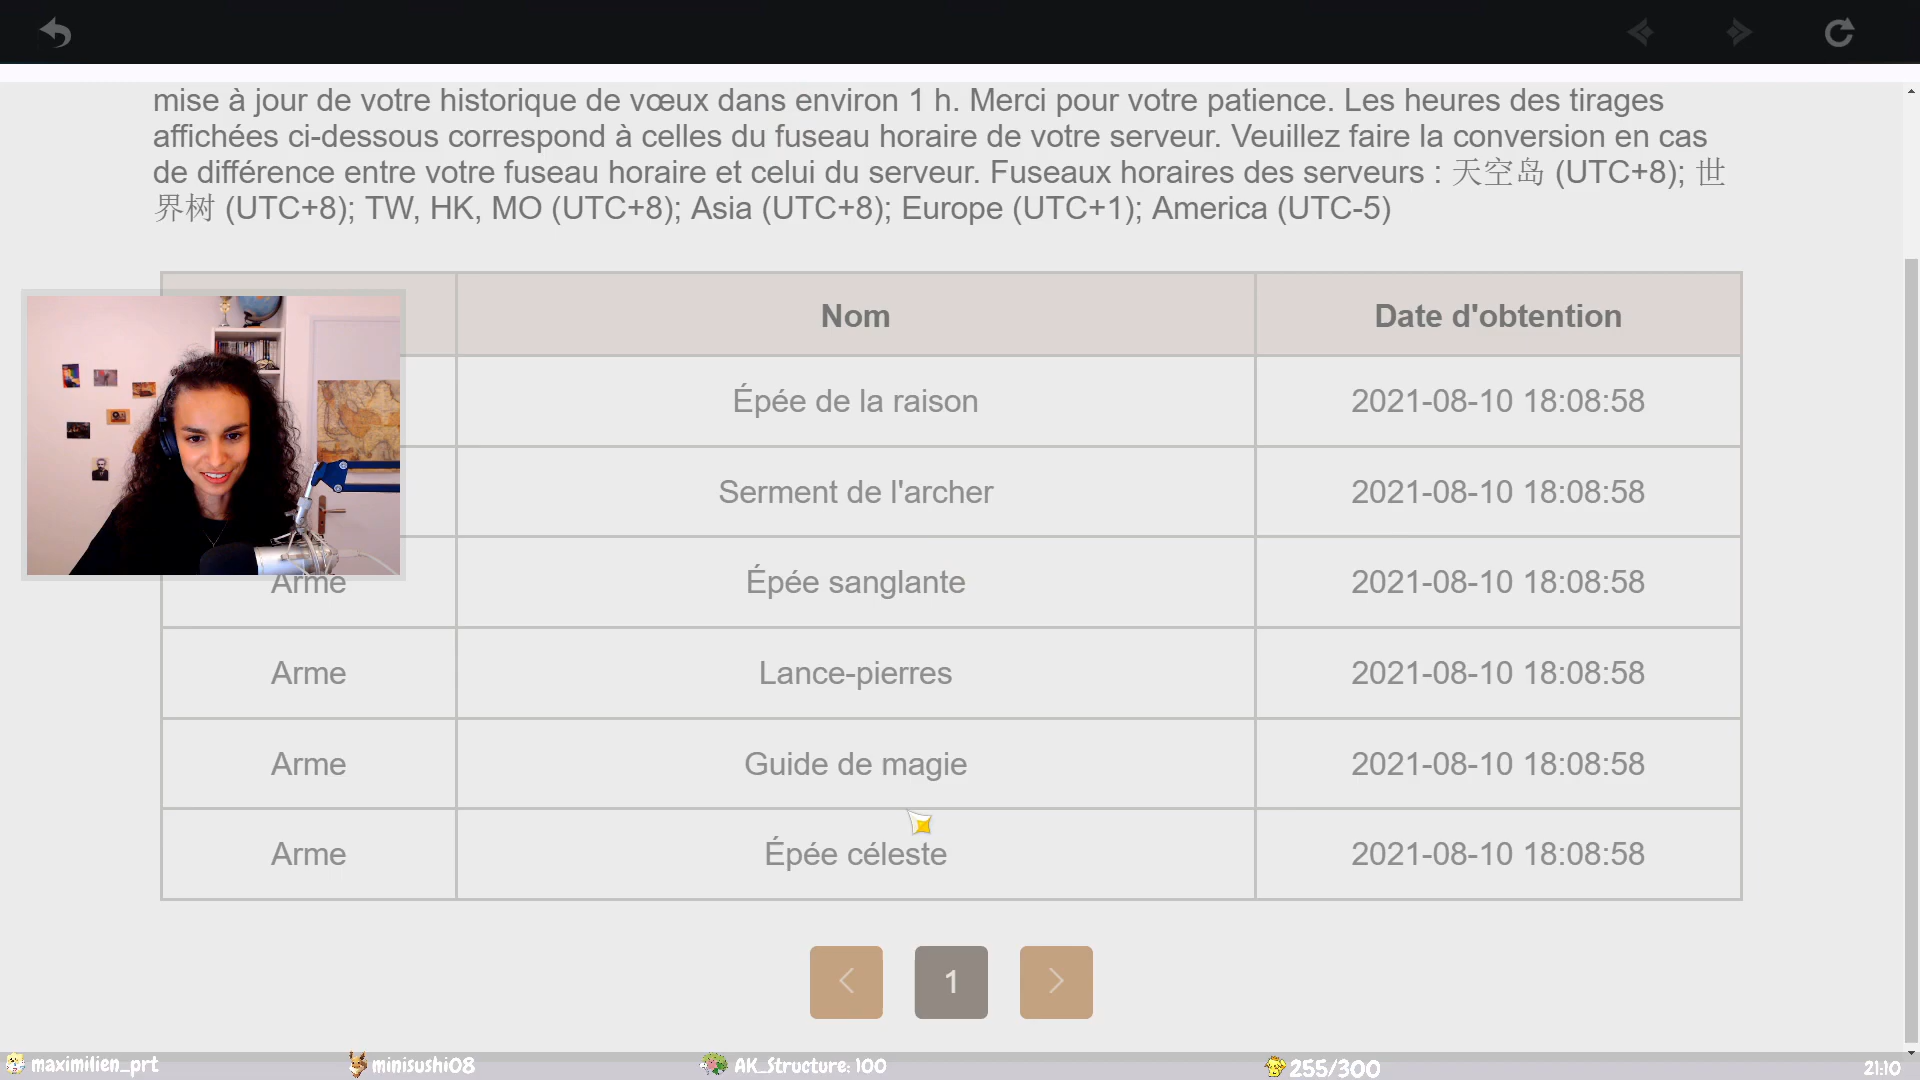 mise à jour de votre historique de vœux dans environ 1 h. Merci pour votre patience. Les heures des tirages
affichées ci-dessous correspond à celles du fuseau horaire de votre serveur. Veuillez faire la conversion en cas
de différence entre votre fuseau horaire et celui du serveur. Fuseaux horaires des serveurs : 天空岛 (UTC+8); 世
界树 (UTC+8); TW, HK, MO (UTC+8); Asia (UTC+8); Europe (UTC+1); America (UTC-5)
Nom Date d'obtention
Épée de la raison 2021-08-10 18:08:58
Serment de l'archer 2021-08-10 18:08:58
Arme Épée sanglante 2021-08-10 18:08:58
Arme Lance-pierres 2021-08-10 18:08:58
Arme Guide de magie 2021-08-10 18:08:58
Arme Épée céleste 2021-08-10 18:08:58
1
maximilien_prt minisushi08 AK_Structure: 100 255/300 21:10